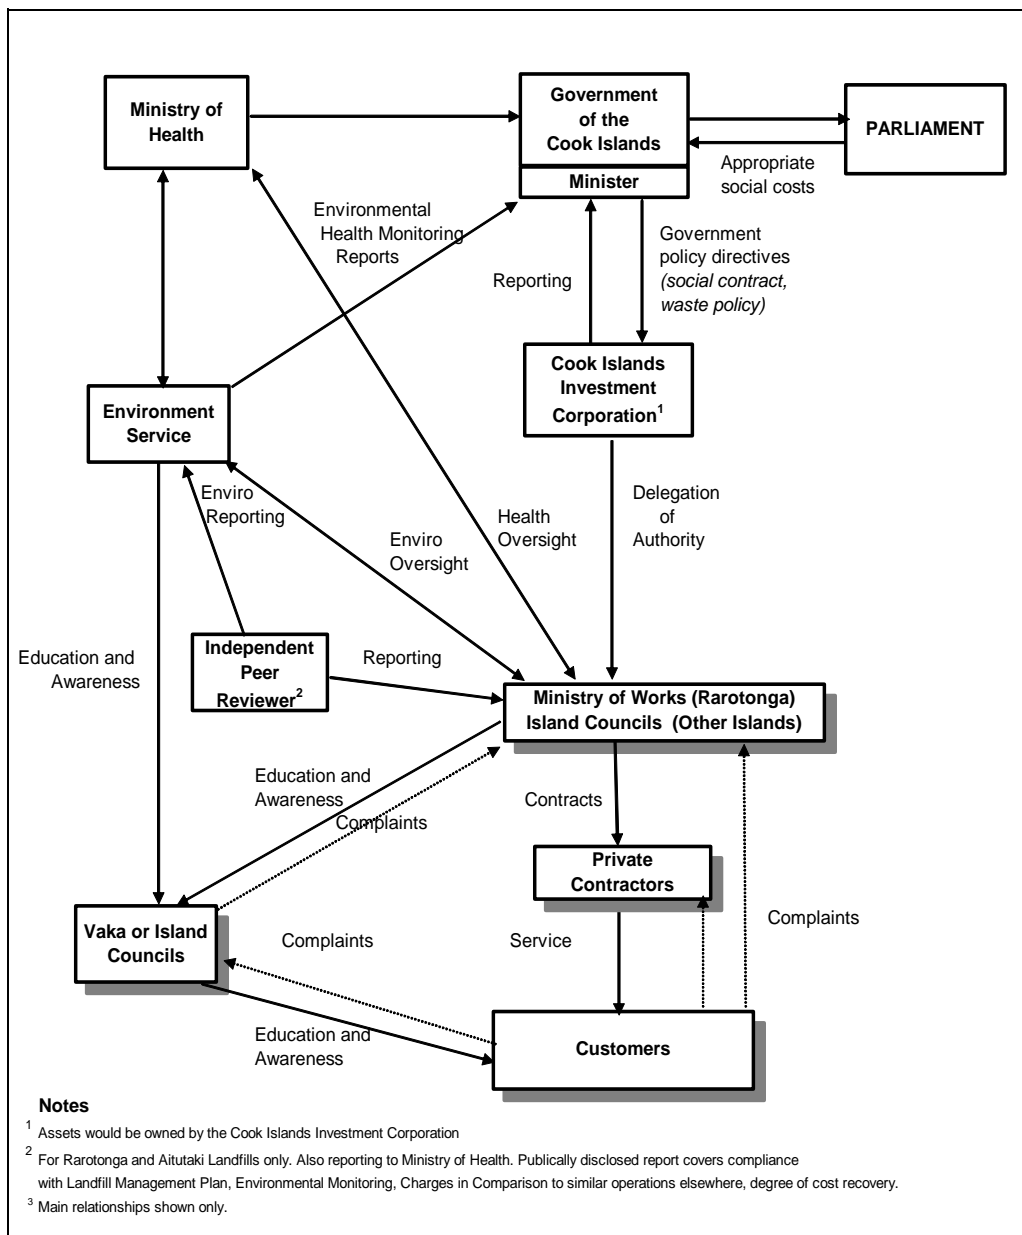 Ministry of
Health
Government
of the
Cook Islands
Minister
PARLIAMENT
Appropriate
social costs
Environmental
Health Monitoring
Reports
Reporting
Government
policy directives
(social contract,
waste policy)
Cook Islands
Investment
Corporation¹
Environment
Service
Enviro
Reporting
Enviro
Oversight
Health
Oversight
Delegation
of
Authority
Education and
Awareness
Independent
Peer
Reviewer²
Reporting
Ministry of Works (Rarotonga)
Island Councils (Other Islands)
Education and
Awareness
Complaints
Contracts
Private
Contractors
Vaka or Island
Councils
Complaints
Service
Complaints
Education and
Awareness
Customers
Notes
¹ Assets would be owned by the Cook Islands Investment Corporation
² For Rarotonga and Aitutaki Landfills only. Also reporting to Ministry of Health. Publically disclosed report covers compliance
with Landfill Management Plan, Environmental Monitoring, Charges in Comparison to similar operations elsewhere, degree of cost recovery.
³ Main relationships shown only.